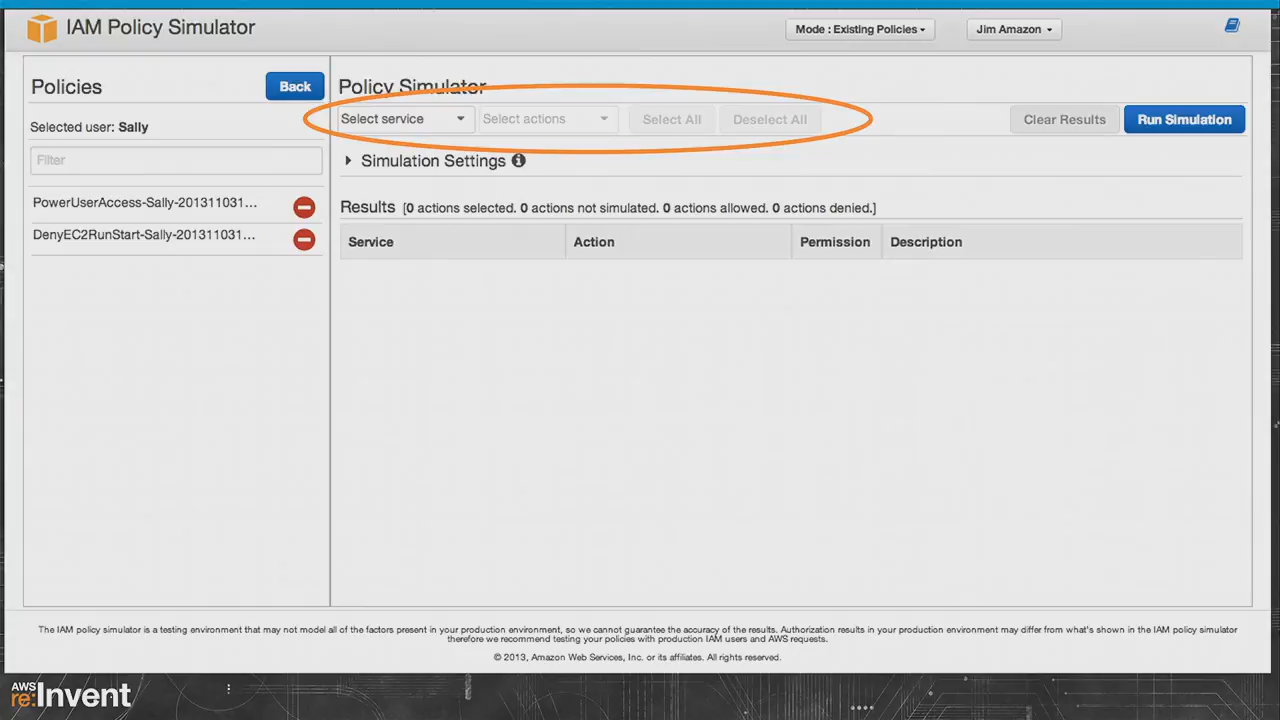 IAM Policy Simulator
Mode : Existing Policies
Jim Amazon
Policies
Back
Selected user: Sally
Filter
PowerUserAccess-Sally-201311031...
DenyEC2RunStart-Sally-201311031...
Policy Simulator
Select service
Select actions
Select All
Deselect All
Clear Results
Run Simulation
Simulation Settings
Results [0 actions selected. 0 actions not simulated. 0 actions allowed. 0 actions denied.]
Service Action Permission Description
The IAM policy simulator is a testing environment that may not model all of the factors present in your production environment, so we cannot guarantee the accuracy of the results. Authorization results in your production environment may differ from what's shown in the IAM policy simulator
therefore we recommend testing your policies with production IAM users and AWS requests.
© 2013, Amazon Web Services, Inc. or its affiliates. All rights reserved.
AWS
re:Invent